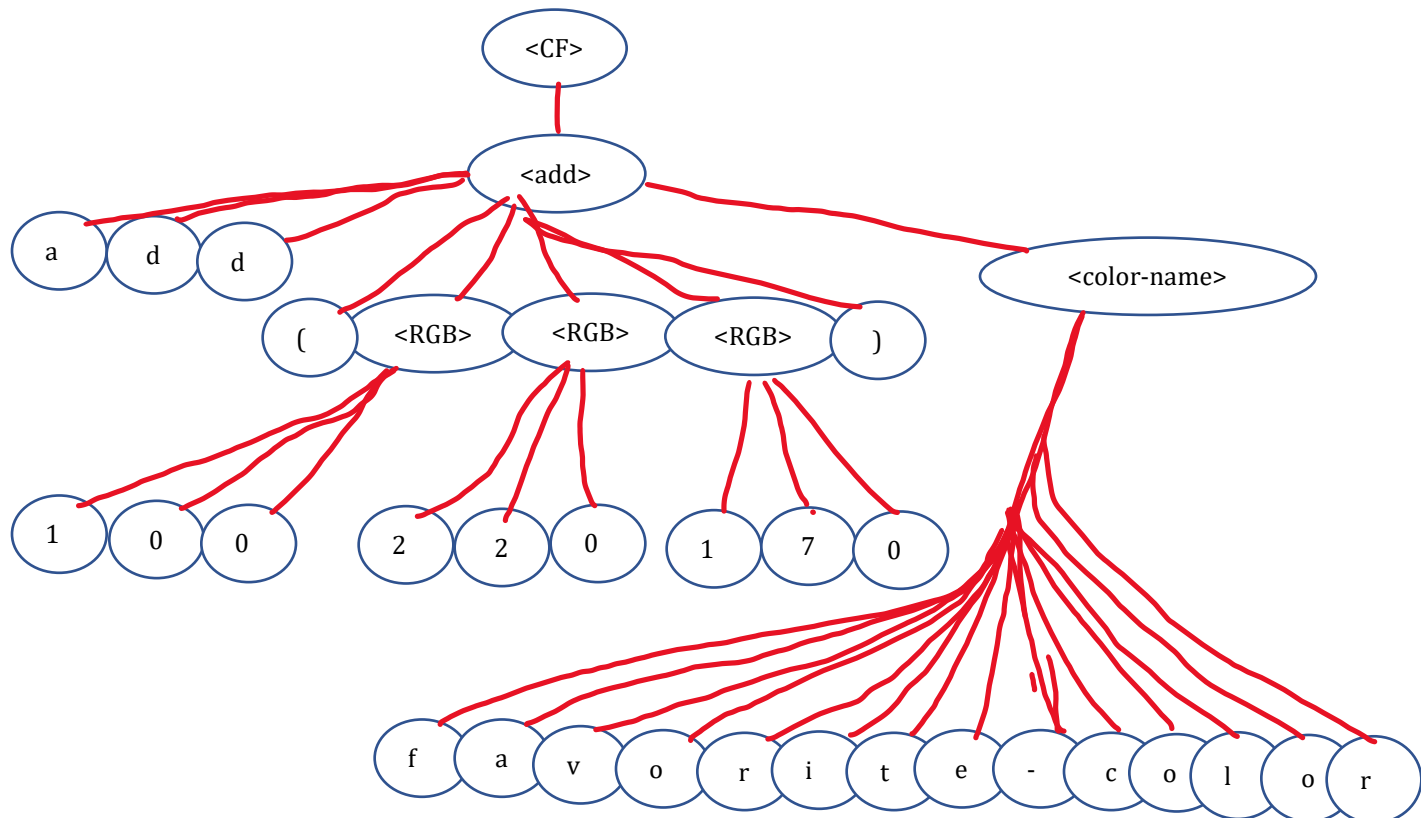 <CF>
<add>
a d d <color-name>
( <RGB> <RGB> <RGB> )
1 0 0 2 2 0 1 7 0
f a v o r i t e - c o l o r